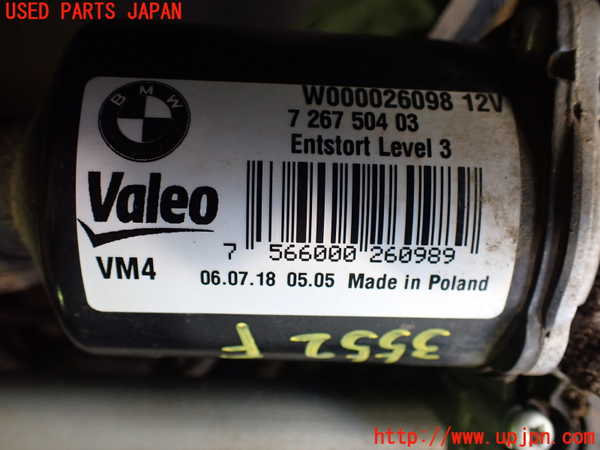 USED PARTS JAPAN
BMW
W000026098 12V
7 267 504 03
Entstort Level 3
Valeo
7 566000 260989
VM4
06.07.18 05.05 Made in Poland
3552 F
http://www.upjpn.com/